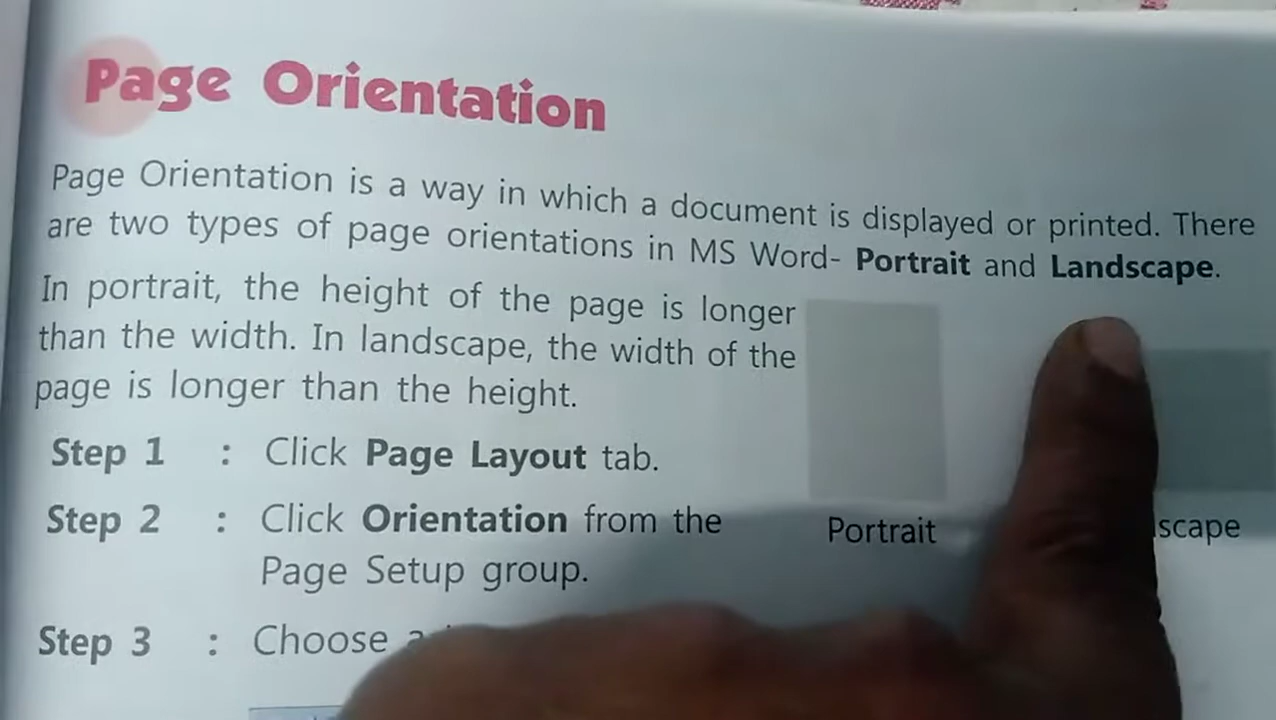 Page Orientation
Page Orientation is a way in which a document is displayed or printed. There
are two types of page orientations in MS Word- Portrait and Landscape.
In portrait, the height of the page is longer
than the width. In landscape, the width of the
page is longer than the height.
Step 1 : Click Page Layout tab.
Step 2 : Click Orientation from the
Page Setup group.
Portrait
scape
Step 3 : Choose